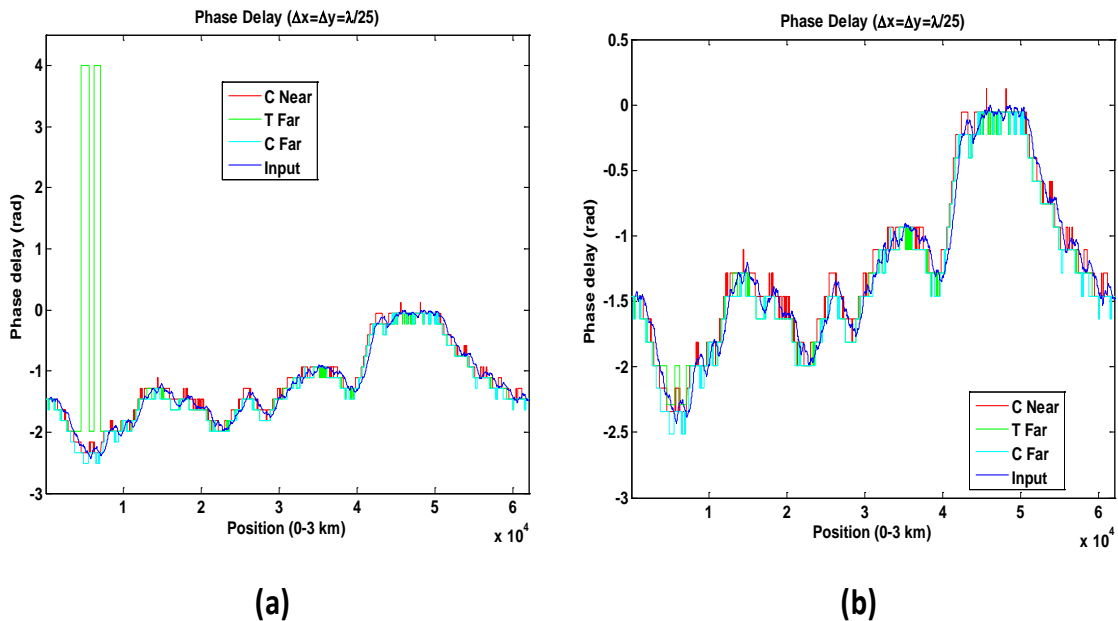 Phase Delay (Δx=Δy=λ/25)
4
3
2
1
0
-1
-2
-3
Phase delay (rad)
C Near
T Far
C Far
Input
1
2
3
4
5
6
Position (0-3 km)
x 10^4
(a)
Phase Delay (Δx=Δy=λ/25)
0.5
0
-0.5
-1
-1.5
-2
-2.5
-3
Phase delay (rad)
C Near
T Far
C Far
Input
1
2
3
4
5
6
Position (0-3 km)
x 10^4
(b)